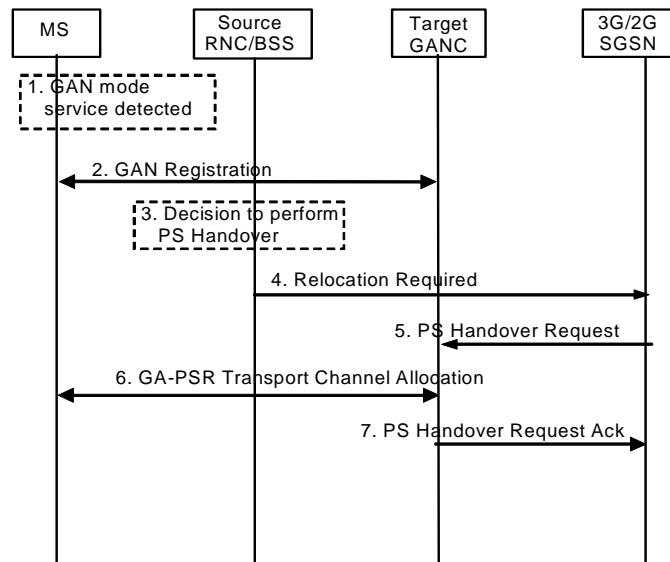 MS
Source
RNC/BSS
Target
GANC
3G/2G
SGSN
1. GAN mode
service detected
2. GAN Registration
3. Decision to perform
PS Handover
4. Relocation Required
5. PS Handover Request
6. GA-PSR Transport Channel Allocation
7. PS Handover Request Ack